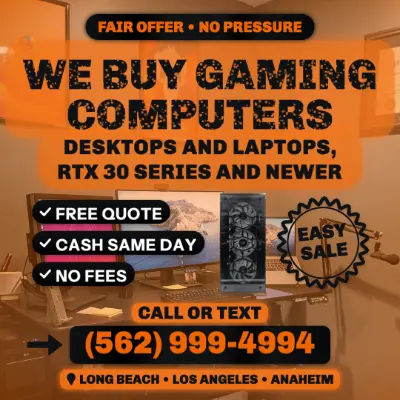 FAIR OFFER • NO PRESSURE
WE BUY GAMING
COMPUTERS
DESKTOPS AND LAPTOPS,
RTX 30 SERIES AND NEWER
✓ FREE QUOTE
✓ CASH SAME DAY
✓ NO FEES
EASY
SALE
CALL OR TEXT
(562) 999-4994
LONG BEACH • LOS ANGELES • ANAHEIM